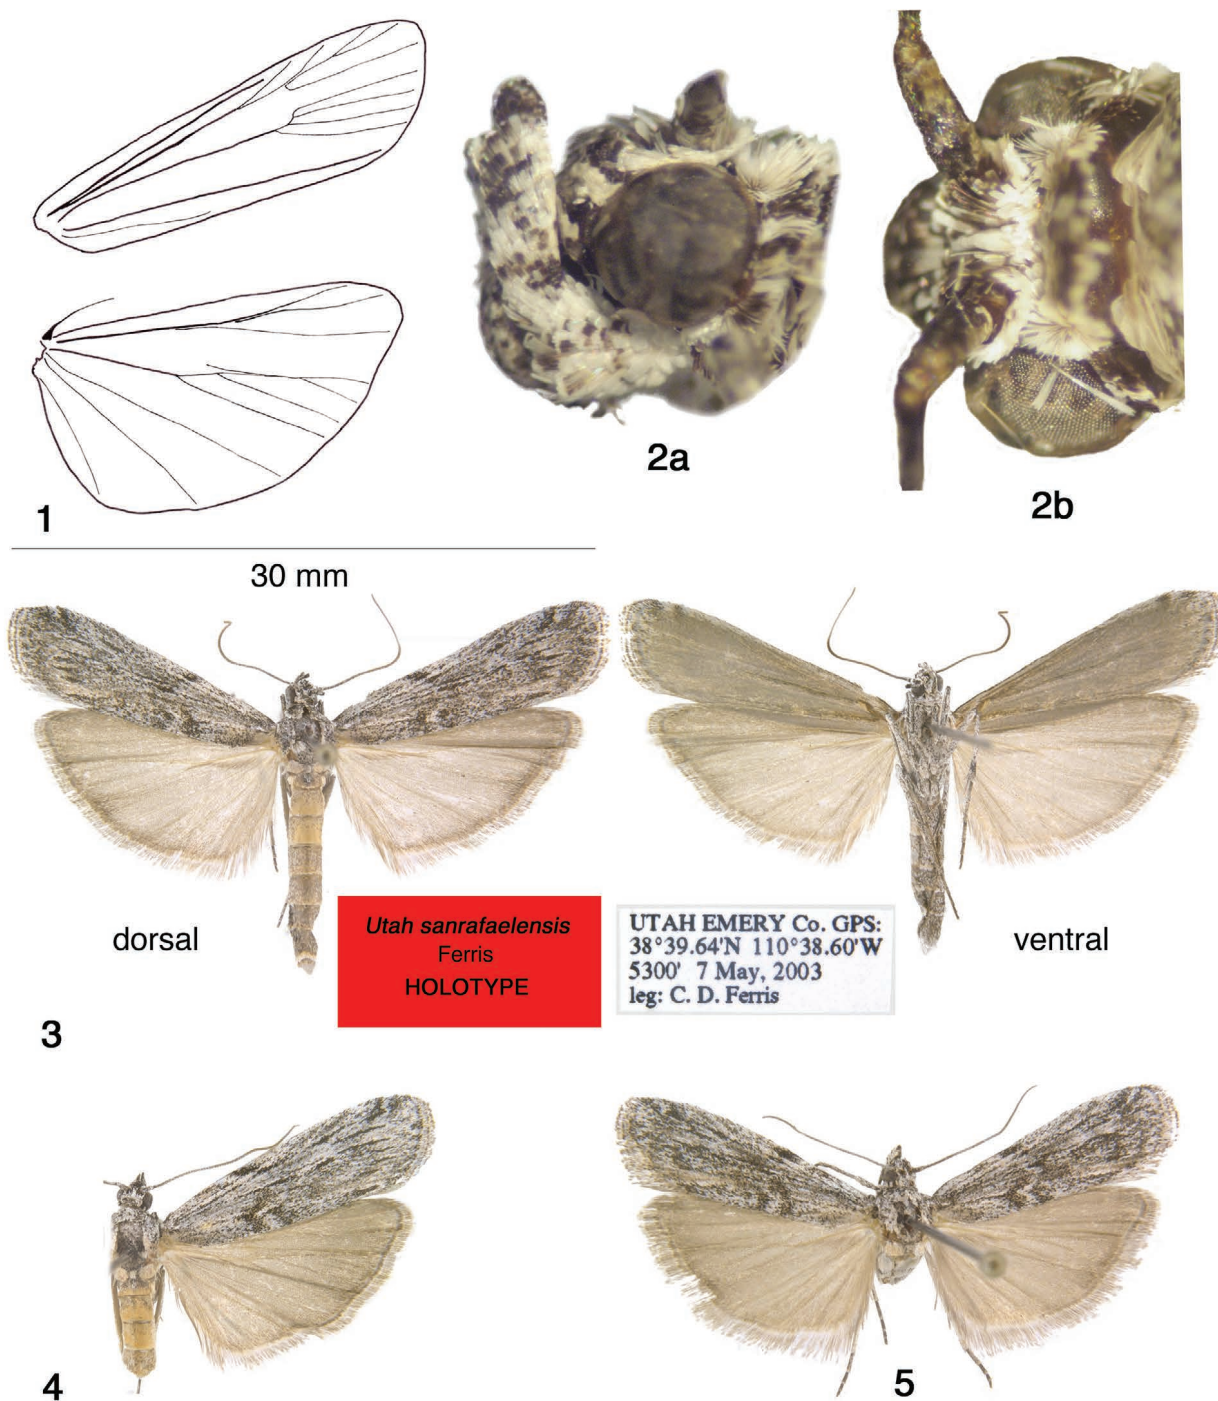 1
2a
2b
30 mm
dorsal
ventral
Utah sanrafaelensis
Ferris
HOLOTYPE
UTAH EMERY Co. GPS:
38°39.64'N 110°38.60'W
5300' 7 May, 2003
leg: C. D. Ferris
3
4
5